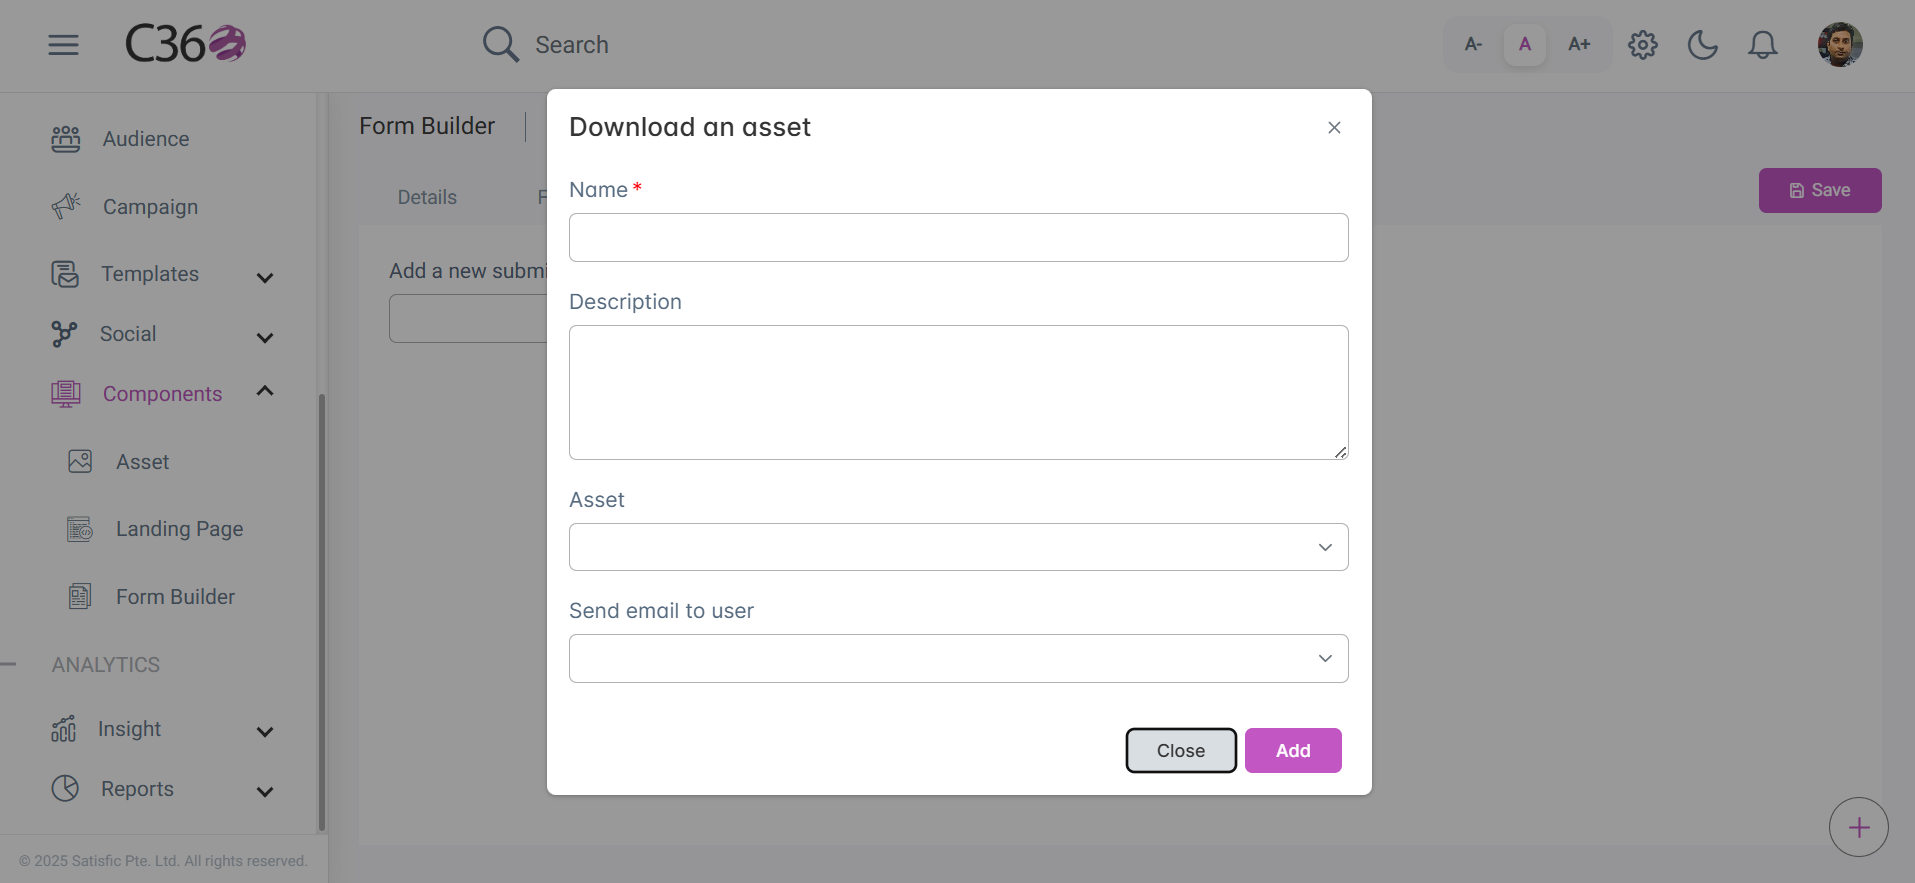 C360
Search
A-
A
A+
Audience
Campaign
Templates
Social
Components
Asset
Landing Page
Form Builder
ANALYTICS
Insight
Reports
© 2025 Satisfic Pte. Ltd. All rights reserved.
Form Builder
Details
Save
Add a new submi
Download an asset
Name *
Description
Asset
Send email to user
Close
Add